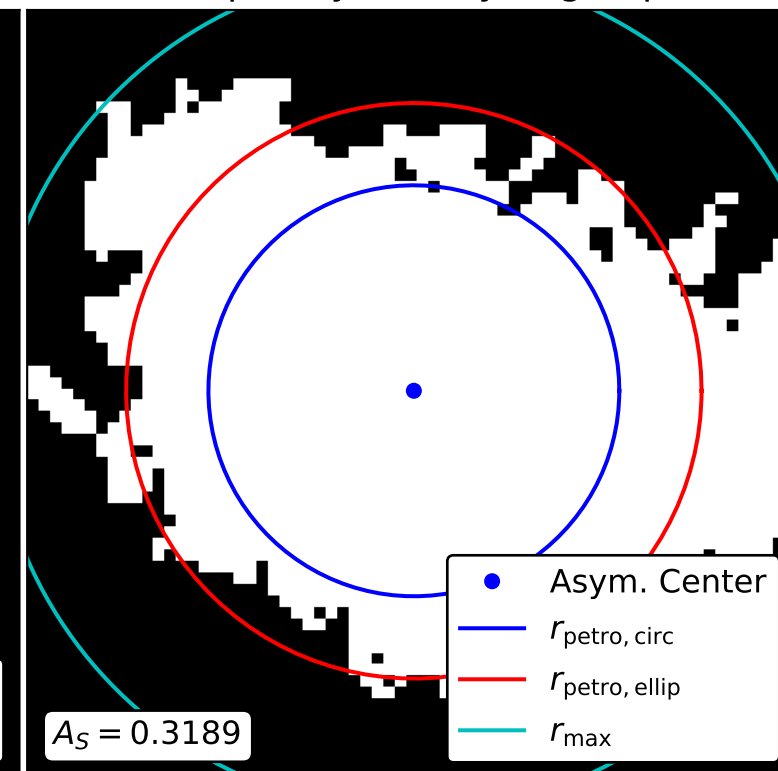 Asym. Center
r_petro, circ
r_petro, ellip
r_max
A_S = 0.3189